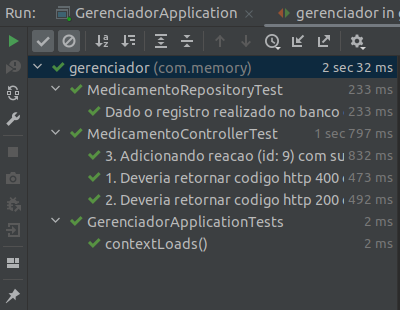 Run: GerenciadorApplication gerenciador in
gerenciador (com.memory) 2 sec 32 ms
MedicamentoRepositoryTest 233 ms
Dado o registro realizado no banco 233 ms
MedicamentoControllerTest 1 sec 797 ms
3. Adicionando reacao (id: 9) com su 832 ms
1. Deveria retornar codigo http 400 473 ms
2. Deveria retornar codigo http 200 492 ms
GerenciadorApplicationTests 2 ms
contextLoads() 2 ms